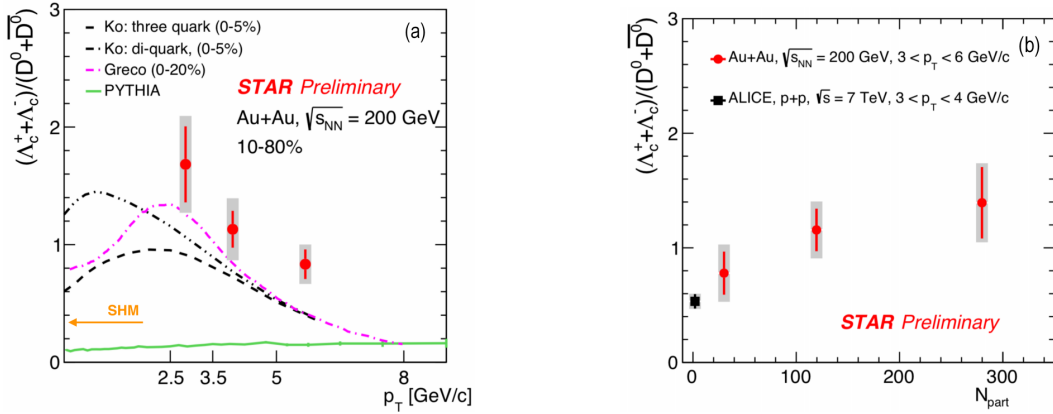 (Λc⁺+Λc⁻)/(D⁰+D̅⁰)
3
2
1
0
Ko: three quark (0-5%)
Ko: di-quark, (0-5%)
Greco (0-20%)
PYTHIA
(a)
STAR Preliminary
Au+Au, √sNN = 200 GeV
10-80%
SHM
2.5 3.5 5 8
pT [GeV/c]
(Λc⁺+Λc⁻)/(D⁰+D̅⁰)
3
2
1
0
(b)
Au+Au, √sNN = 200 GeV, 3 < pT < 6 GeV/c
ALICE, p+p, √s = 7 TeV, 3 < pT < 4 GeV/c
STAR Preliminary
0 100 200 300
Npart